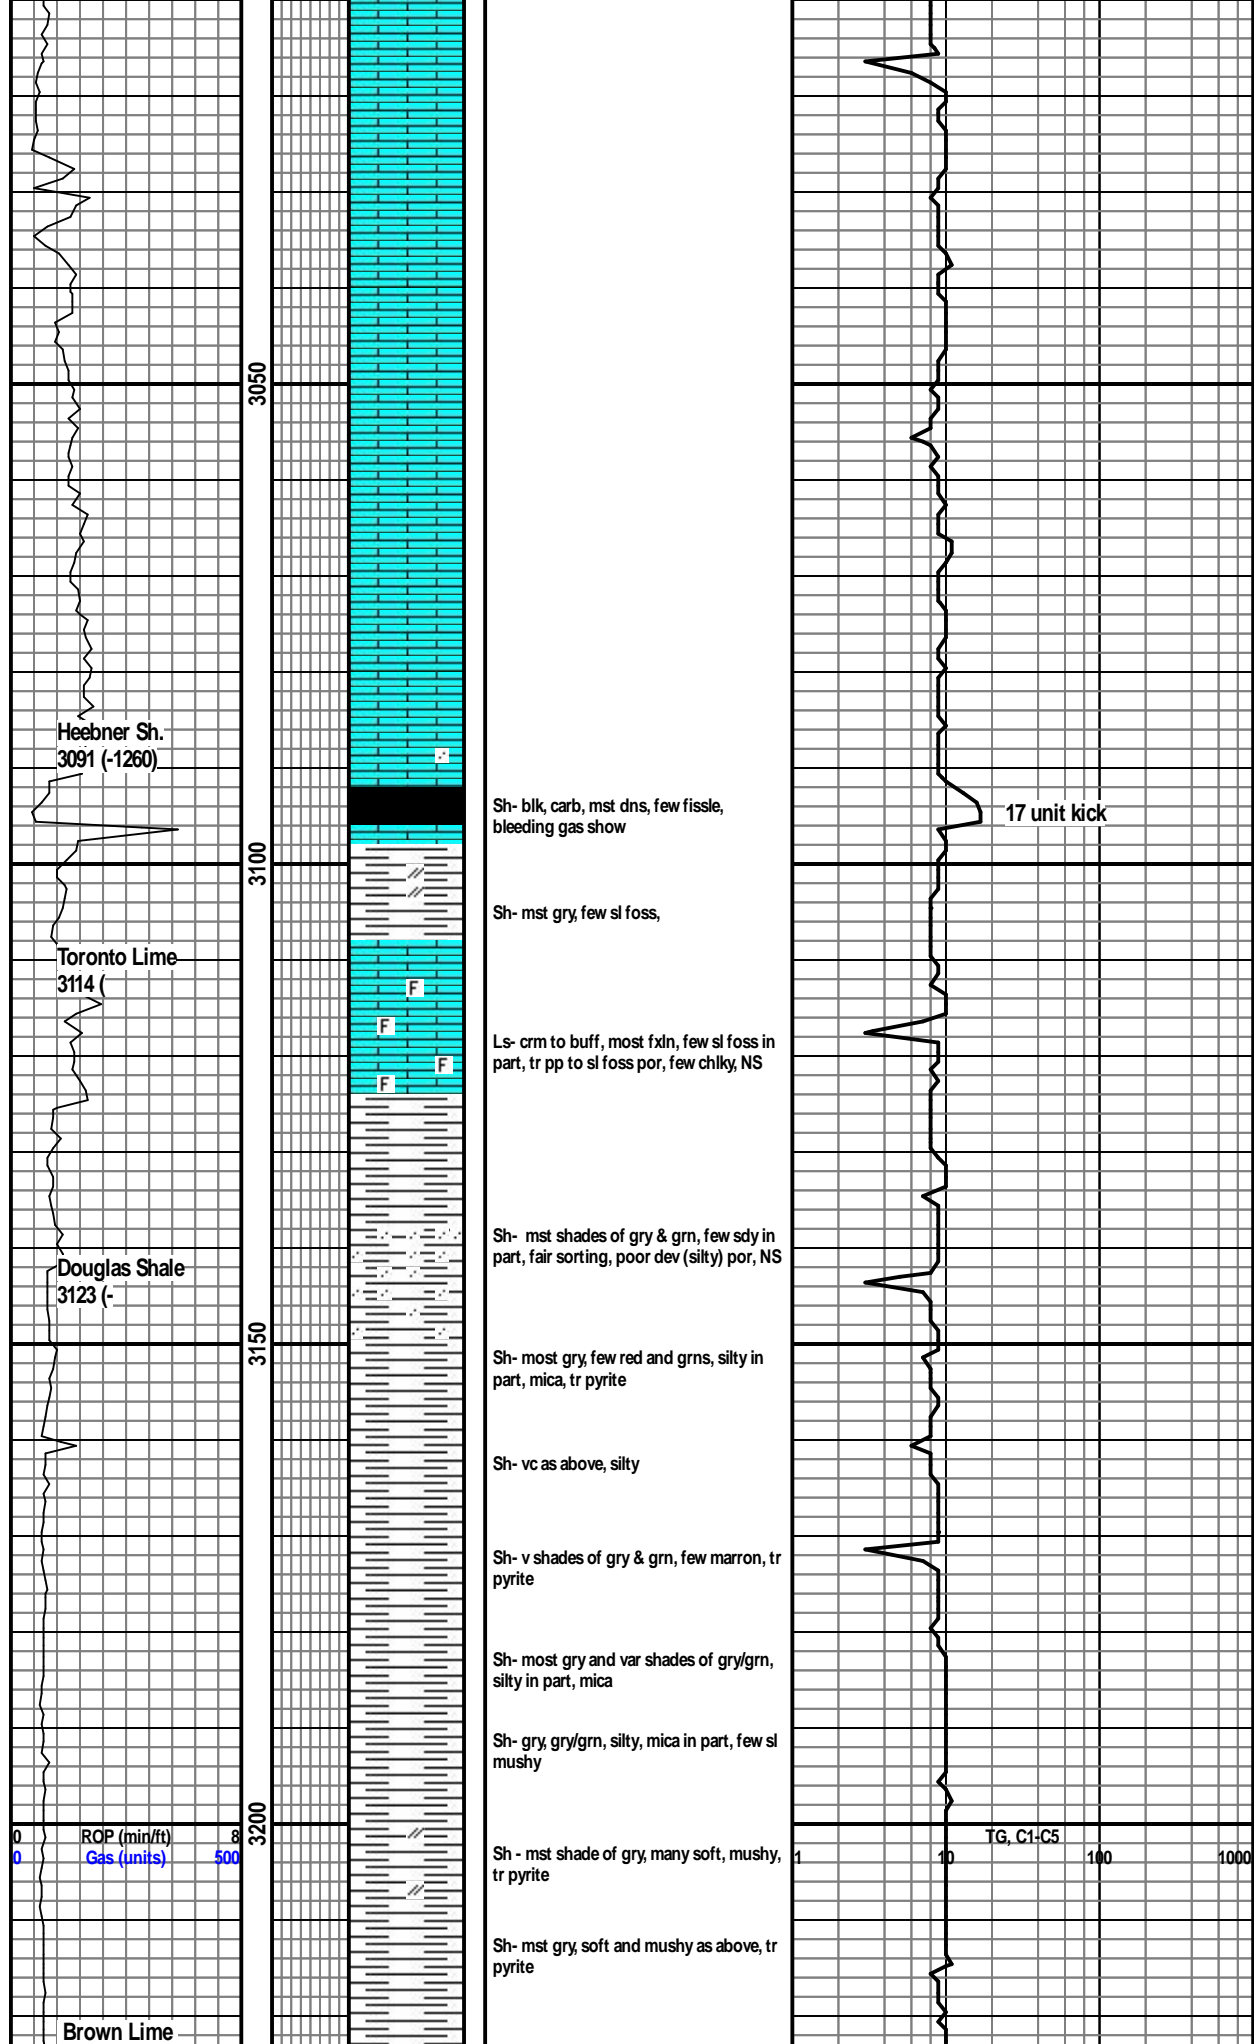 3050
Heebner Sh.
3091 (-1260)
Sh- blk, carb, mst dns, few fissle,
bleeding gas show
17 unit kick
3100
Sh- mst gry, few sl foss,
Toronto Lime
3114 (
F
F
F
F
Ls- crm to buff, most fxln, few sl foss in
part, tr pp to sl foss por, few chlky, NS
Sh- mst shades of gry & grn, few sdy in
part, fair sorting, poor dev (silty) por, NS
Douglas Shale
3123 (-
3150
Sh- most gry, few red and grns, silty in
part, mica, tr pyrite
Sh- vc as above, silty
Sh- v shades of gry & grn, few marron, tr
pyrite
Sh- most gry and var shades of gry/grn,
silty in part, mica
Sh- gry, gry/grn, silty, mica in part, few sl
mushy
3200
0 ROP (min/ft) 8
0 Gas (units) 500
TG, C1-C5
1 10 100 1000
Sh - mst shade of gry, many soft, mushy,
tr pyrite
Sh- mst gry, soft and mushy as above, tr
pyrite
Brown Lime